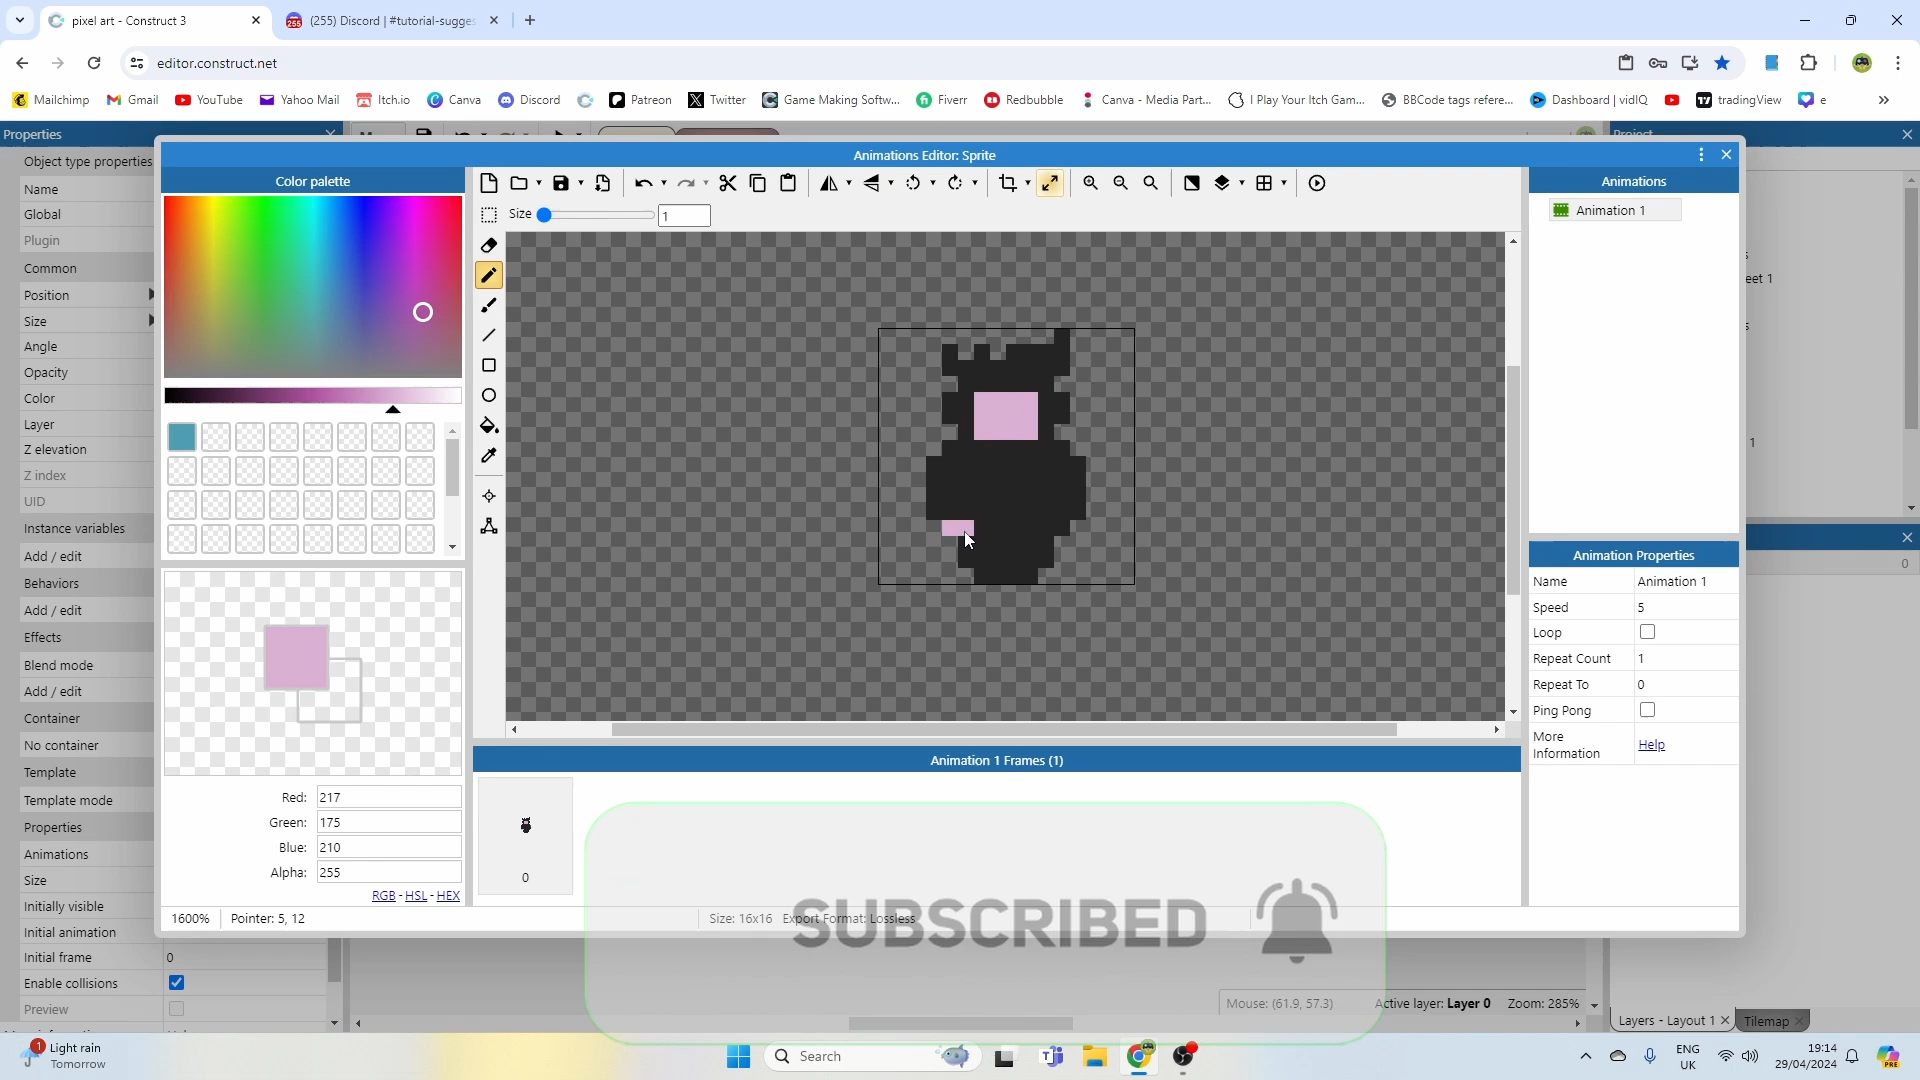 pixel art - Construct 3
(255) Discord | #tutorial-sugges
editor.construct.net
Mailchimp
Gmail
YouTube
Yahoo Mail
Itch.io
Canva
Discord
Patreon
Twitter
Game Making Softw...
Fiverr
Redbubble
Canva - Media Part...
I Play Your Itch Gam...
BBCode tags refere...
Dashboard | vidIQ
tradingView
e
Properties
Project
Object type properties
Name
Global
Plugin
Common
Position
Size
Angle
Opacity
Color
Layer
Z elevation
Z index
UID
Instance variables
Add / edit
Behaviors
Add / edit
Effects
Blend mode
Add / edit
Container
No container
Template
Template mode
Properties
Animations
Size
Initially visible
Initial animation
Initial frame 0
Enable collisions
Preview
Animations Editor: Sprite
Color palette
Size 1
Red: 217
Green: 175
Blue: 210
Alpha: 255
RGB - HSL - HEX
1600% Pointer: 5, 12
Size: 16x16 Export Format: Lossless
Animation 1 Frames (1)
0
Animations
Animation 1
Animation Properties
Name Animation 1
Speed 5
Loop
Repeat Count 1
Repeat To 0
Ping Pong
More Information Help
SUBSCRIBED
s
eet 1
s
1
0
Mouse: (61.9, 57.3) Active layer: Layer 0 Zoom: 285%
Layers - Layout 1
Tilemap
1
Light rain
Tomorrow
Search
ENG
UK
19:14
29/04/2024
PRE